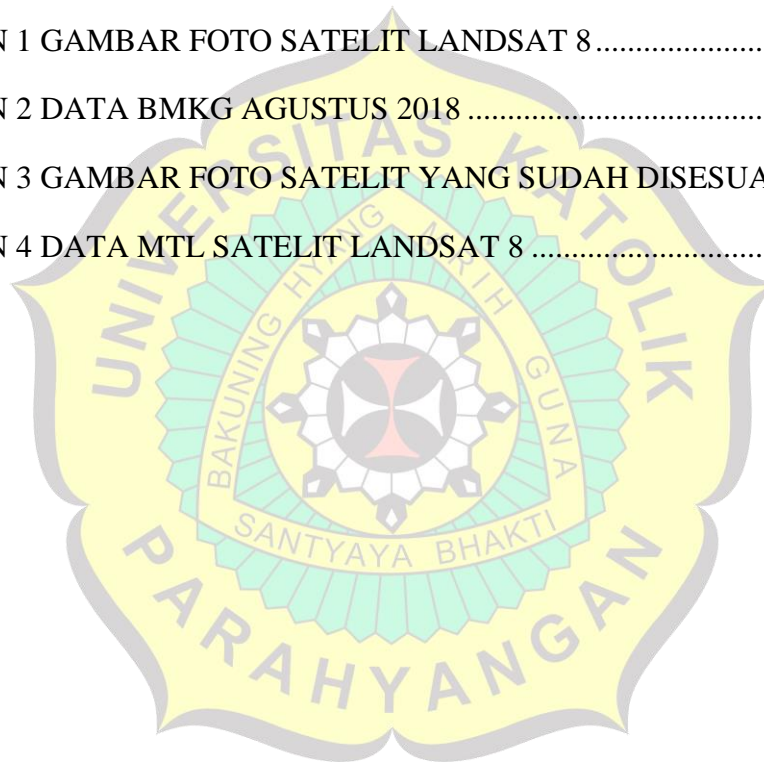 N 1 GAMBAR FOTO SATELIT LANDSAT 8.......................
N 2 DATA BMKG AGUSTUS 2018.......................................
N 3 GAMBAR FOTO SATELIT YANG SUDAH DISESUA
N 4 DATA MTL SATELIT LANDSAT 8...............................
UNIVERSITAS KATOLIK
BAKUNING HYANG MRIH GUNA
SANTYAYA BHAKTI
PARAHYANGAN